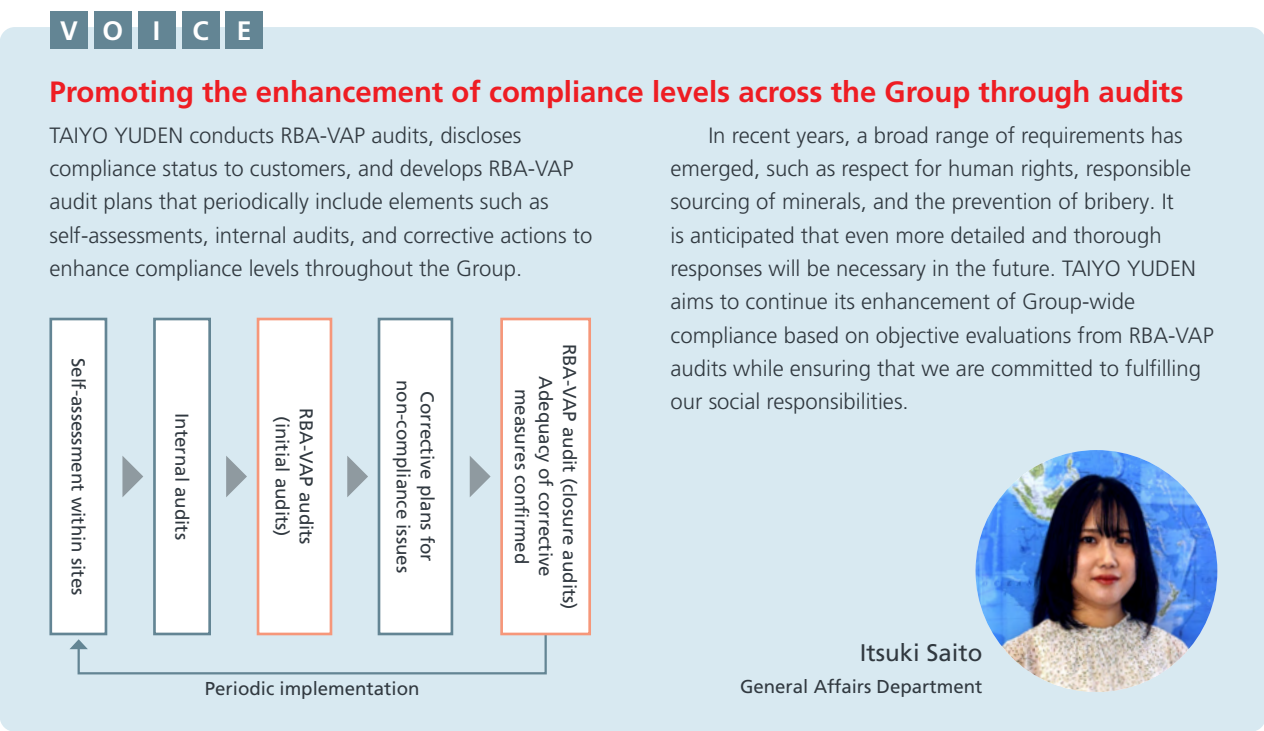 VOICE
Promoting the enhancement of compliance levels across the Group through audits
TAIYO YUDEN conducts RBA-VAP audits, discloses
compliance status to customers, and develops RBA-VAP
audit plans that periodically include elements such as
self-assessments, internal audits, and corrective actions to
enhance compliance levels throughout the Group.
Self-assessment within sites
Internal audits
RBA-VAP audits
(initial audits)
Corrective plans for
non-compliance issues
RBA-VAP audit (closure audits)
Adequacy of corrective
measures confirmed
Periodic implementation
In recent years, a broad range of requirements has
emerged, such as respect for human rights, responsible
sourcing of minerals, and the prevention of bribery. It
is anticipated that even more detailed and thorough
responses will be necessary in the future. TAIYO YUDEN
aims to continue its enhancement of Group-wide
compliance based on objective evaluations from RBA-VAP
audits while ensuring that we are committed to fulfilling
our social responsibilities.
Itsuki Saito
General Affairs Department